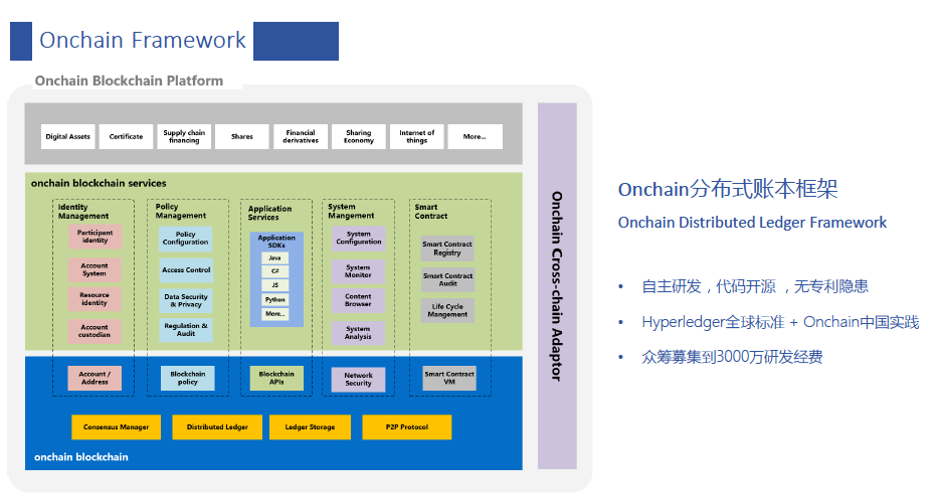 Onchain Framework
Onchain Blockchain Platform
Digital Assets
Certificate
Supply chain
financing
Shares
Financial
derivatives
Sharing
Economy
Internet of
things
More...
onchain blockchain services
Identity
Management
Participant
identity
Account
System
Resource
identity
Account
custodian
Account /
Address
Policy
Management
Policy
Configuration
Access Control
Data Security
& Privacy
Regulation &
Audit
Blockchain
policy
Application
Services
Application
SDKs
Java
C#
JS
Python
More...
Blockchain
APIs
System
Mangement
System
Configuration
System
Monitor
Content
Browser
System
Analysis
Network
Security
Smart
Contract
Smart Contract
Registry
Smart Contract
Audit
Life Cycle
Mangement
Smart Contract
VM
Consensus Manager
Distributed Ledger
Ledger Storage
P2P Protocol
onchain blockchain
Onchain Cross-chain Adaptor
Onchain分布式账本框架
Onchain Distributed Ledger Framework
• 自主研发，代码开源 ，无专利隐患
• Hyperledger全球标准 + Onchain中国实践
• 众筹募集到3000万研发经费